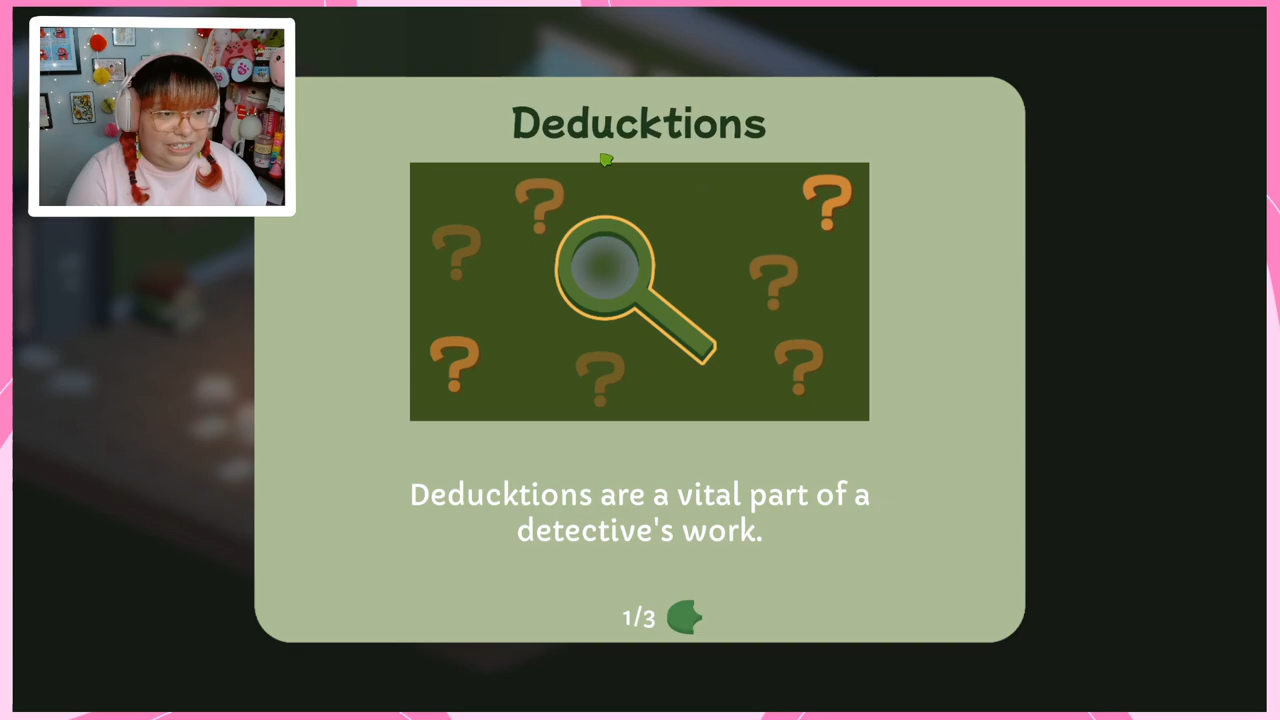 Deducktions
Deducktions are a vital part of a
detective's work.
1/3